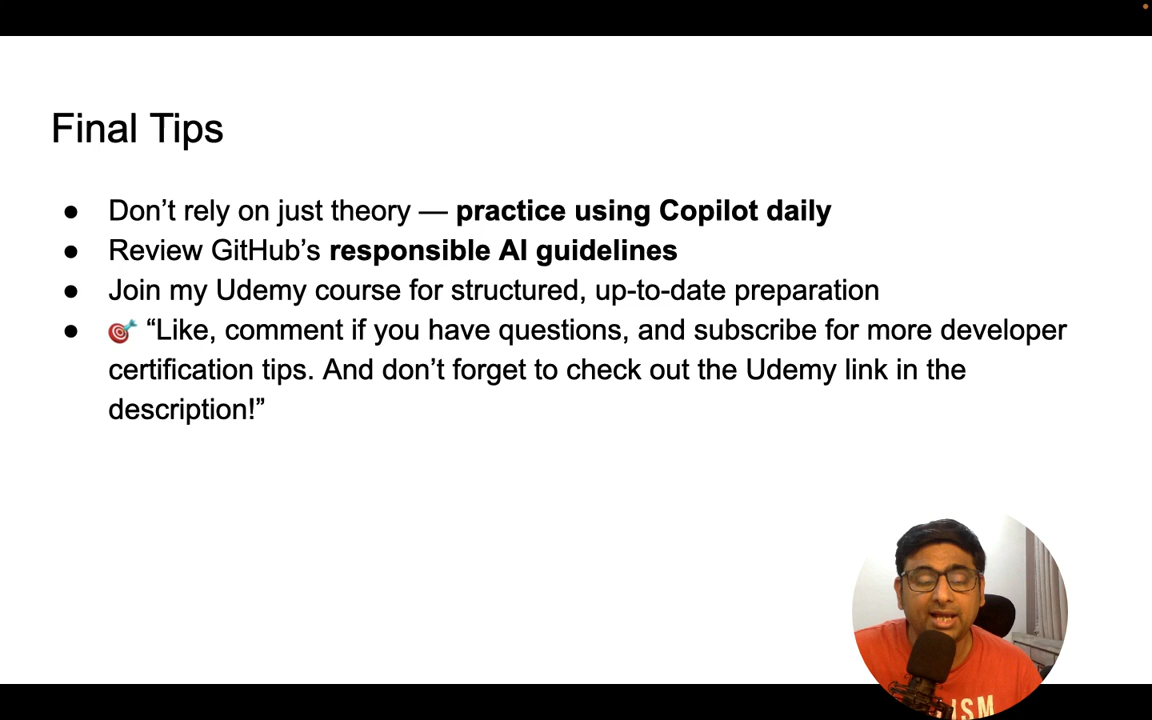 Final Tips
● Don’t rely on just theory — practice using Copilot daily
● Review GitHub’s responsible AI guidelines
● Join my Udemy course for structured, up-to-date preparation
● 🎯 “Like, comment if you have questions, and subscribe for more developer
certification tips. And don’t forget to check out the Udemy link in the
description!”
ISM